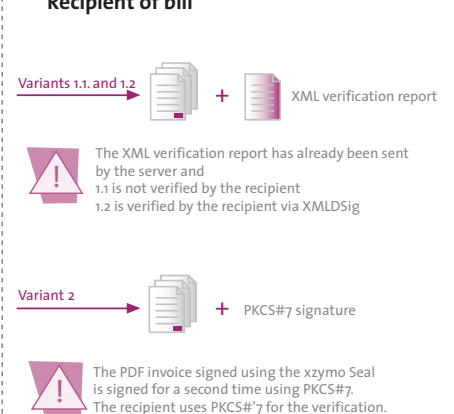 Recipient of bill
Variants 1.1. and 1.2
+
XML verification report
!
The XML verification report has already been sent
by the server and
1.1 is not verified by the recipient
1.2 is verified by the recipient via XMLDSig
Variant 2
+
PKCS#7 signature
!
The PDF invoice signed using the xzymo Seal
is signed for a second time using PKCS#7.
The recipient uses PKCS#'7 for the verification.